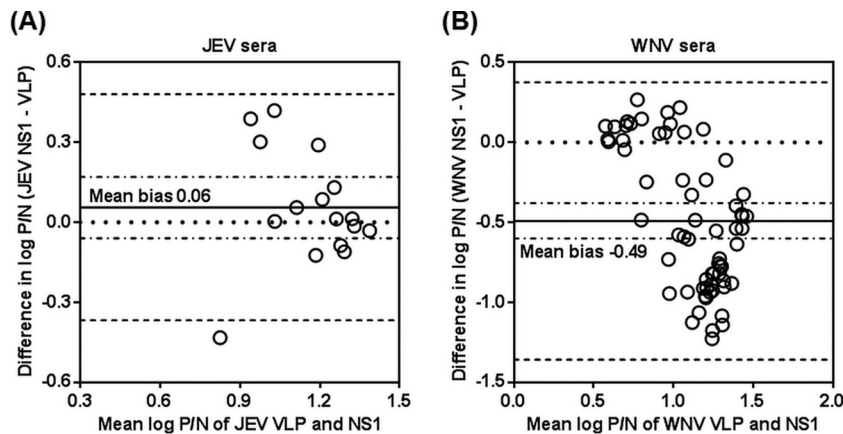 (A)
JEV sera
Difference in log P/N (JEV NS1 - VLP)
0.6
0.3
0.0
-0.3
-0.6
Mean bias 0.06
0.3
0.6
0.9
1.2
1.5
Mean log P/N of JEV VLP and NS1
(B)
WNV sera
Difference in log P/N (WNV NS1 - VLP)
0.5
0.0
-0.5
-1.0
-1.5
Mean bias -0.49
0.0
0.5
1.0
1.5
2.0
Mean log P/N of WNV VLP and NS1